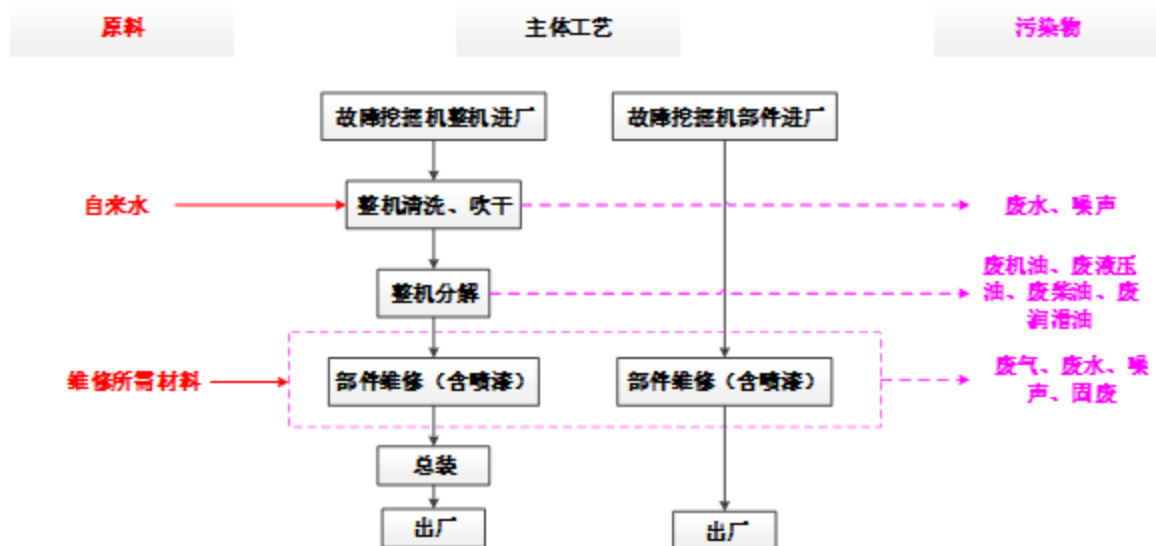 原料
主体工艺
污染物
故障挖掘机整机进厂
故障挖掘机部件进厂
自来水
整机清洗、吹干
废水、噪声
整机分解
废机油、废液压
油、废柴油、废
润滑油
维修所需材料
部件维修（含喷漆）
部件维修（含喷漆）
废气、废水、噪
声、固废
总装
出厂
出厂